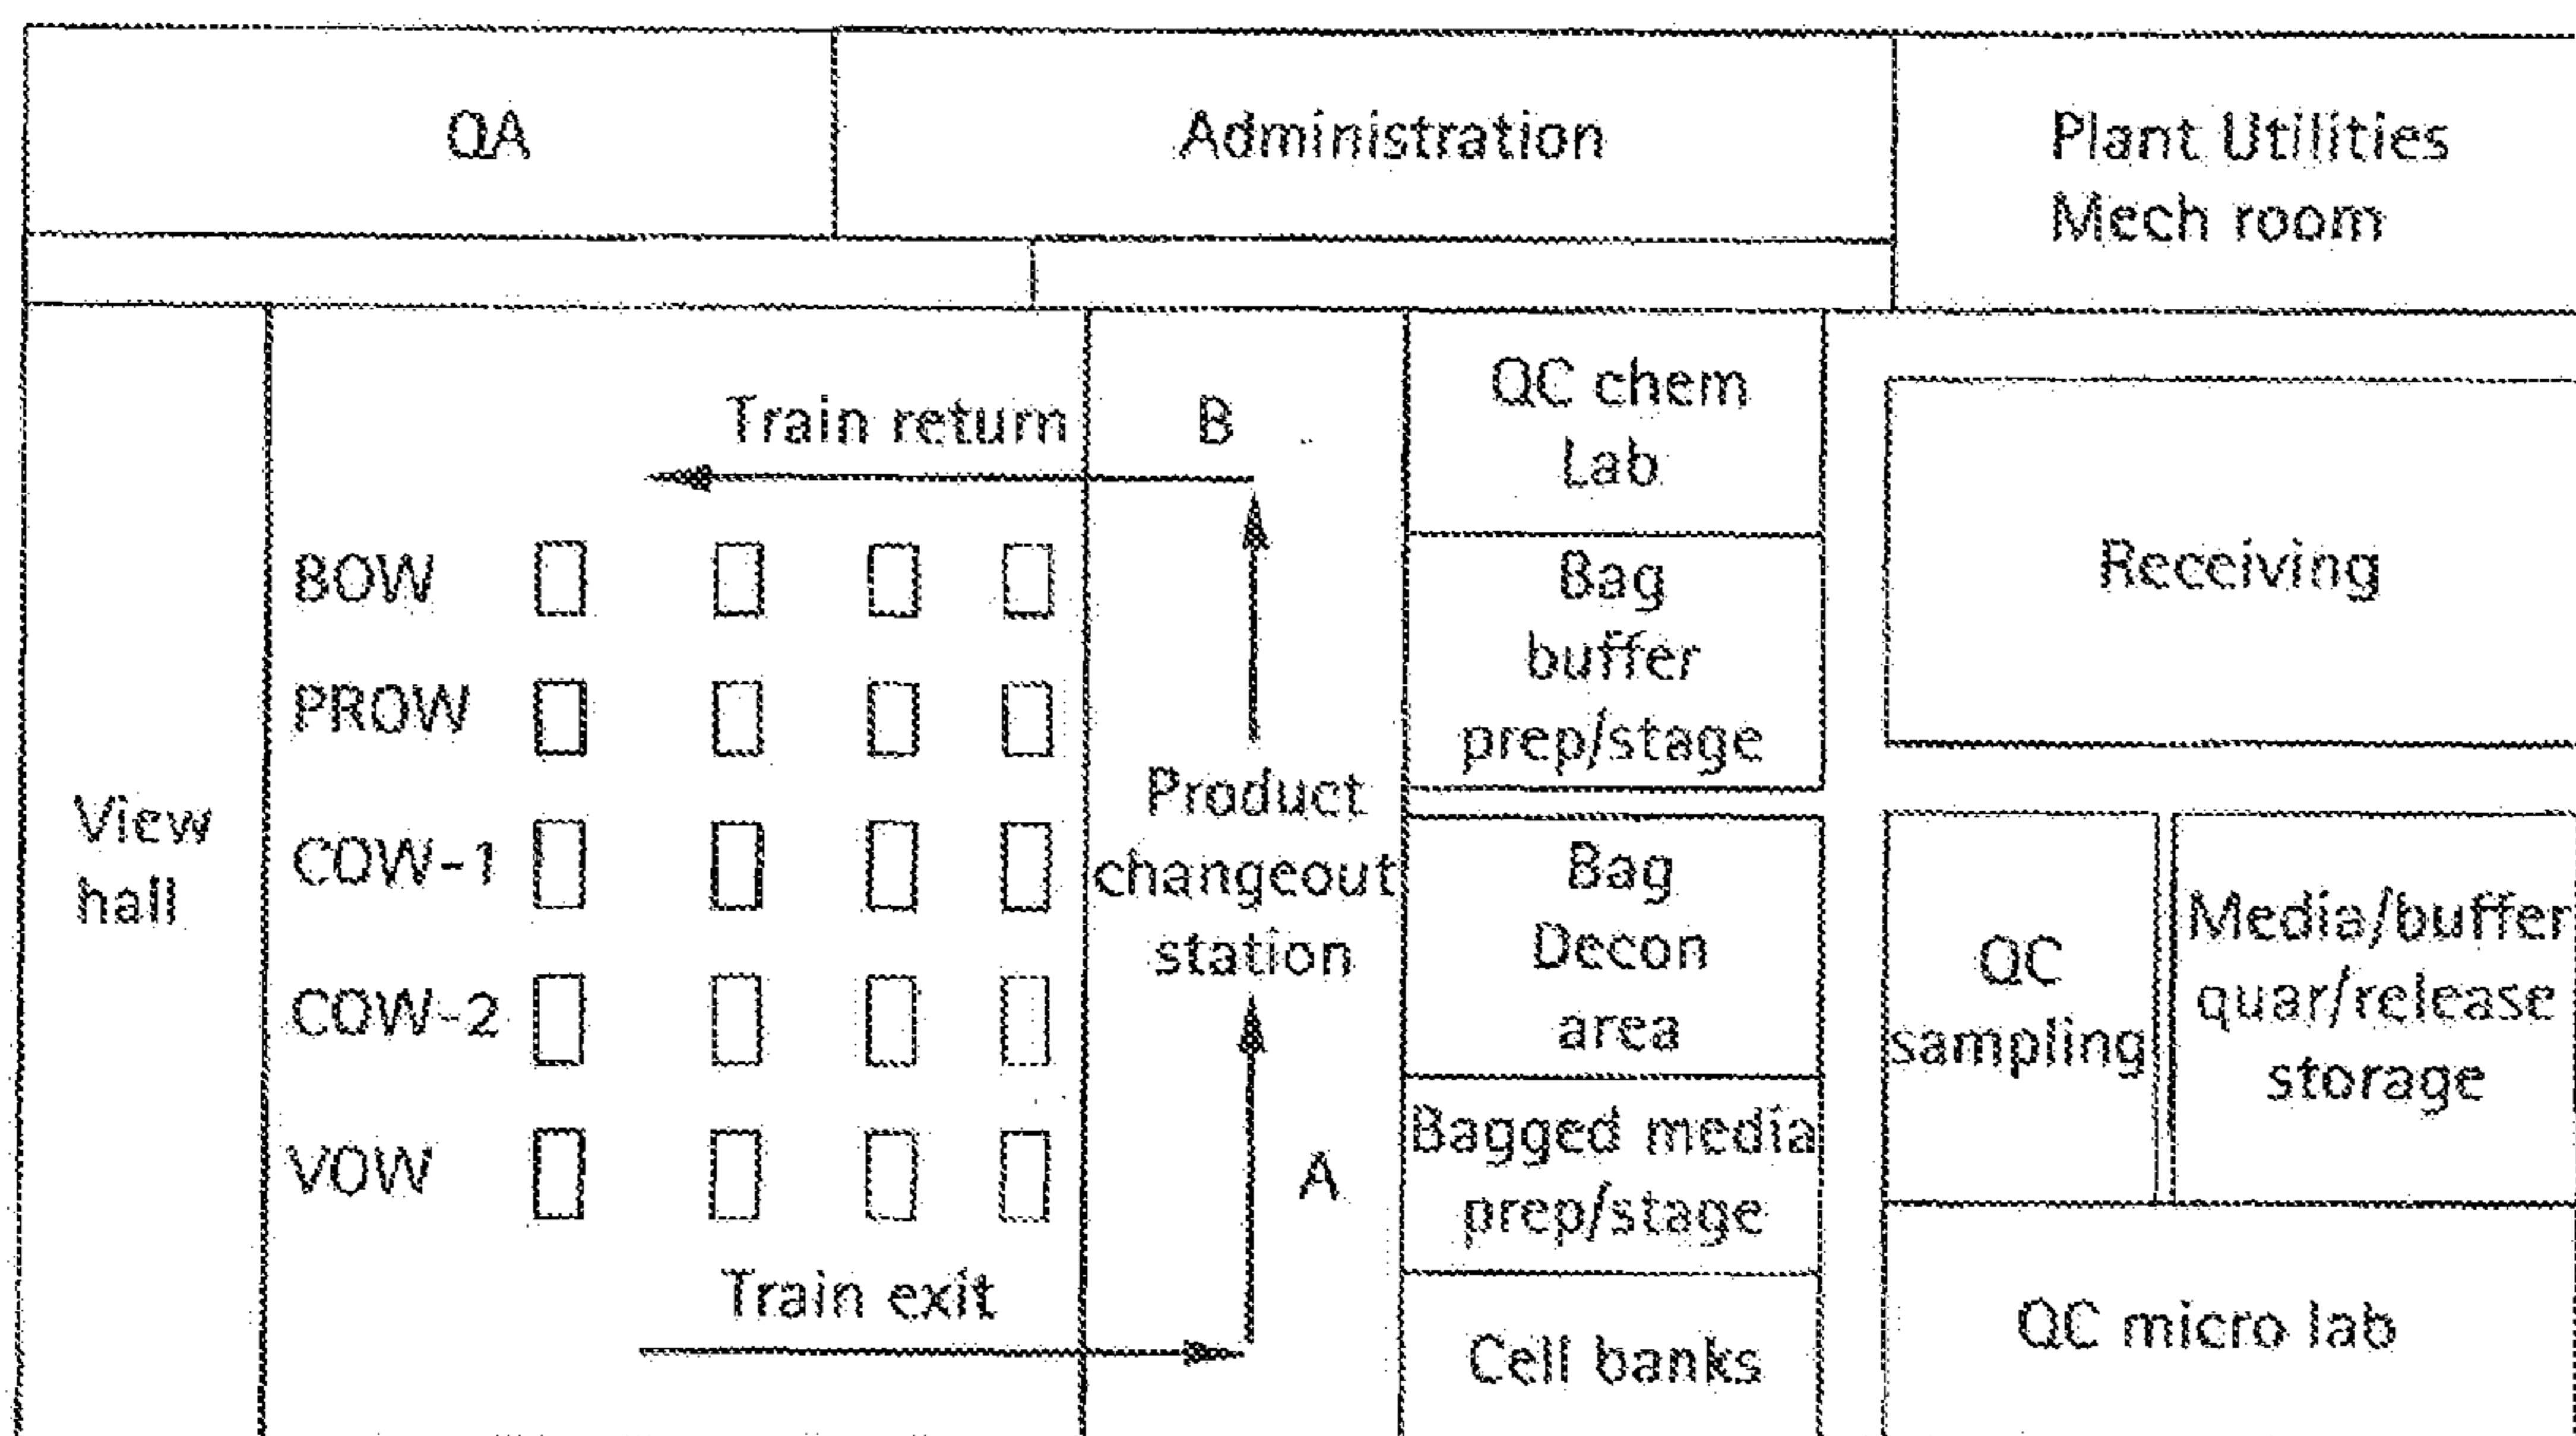 QA
Administration
Plant Utilities
Mech room
View
hall
Train return
B
BOW
PROW
COW-1
COW-2
VOW
Train exit
Product
changeout
station
A
QC chem
Lab
Bag
buffer
prep/stage
Bag
Decon
area
Bagged media
prep/stage
Cell banks
Receiving
QC
sampling
Media/buffer
quar/release
storage
QC micro lab